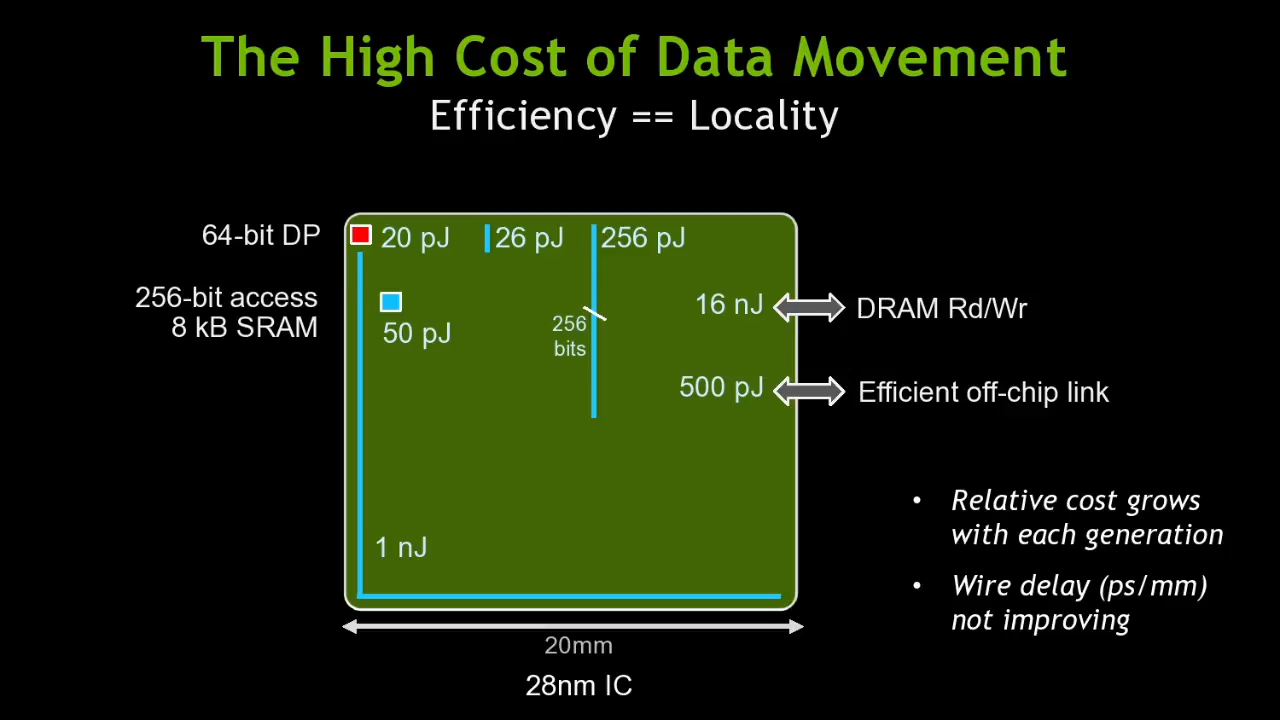 The High Cost of Data Movement
Efficiency == Locality
64-bit DP
20 pJ
26 pJ
256 pJ
256-bit access
8 kB SRAM
50 pJ
256
bits
16 nJ
DRAM Rd/Wr
500 pJ
Efficient off-chip link
1 nJ
• Relative cost grows
with each generation
• Wire delay (ps/mm)
not improving
20mm
28nm IC